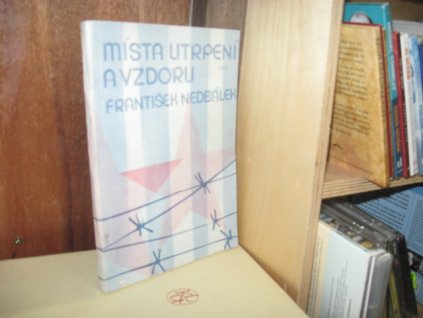 MÍSTA UTRPENÍ
A VZDORU
FRANTIŠEK NEDBÁLEK